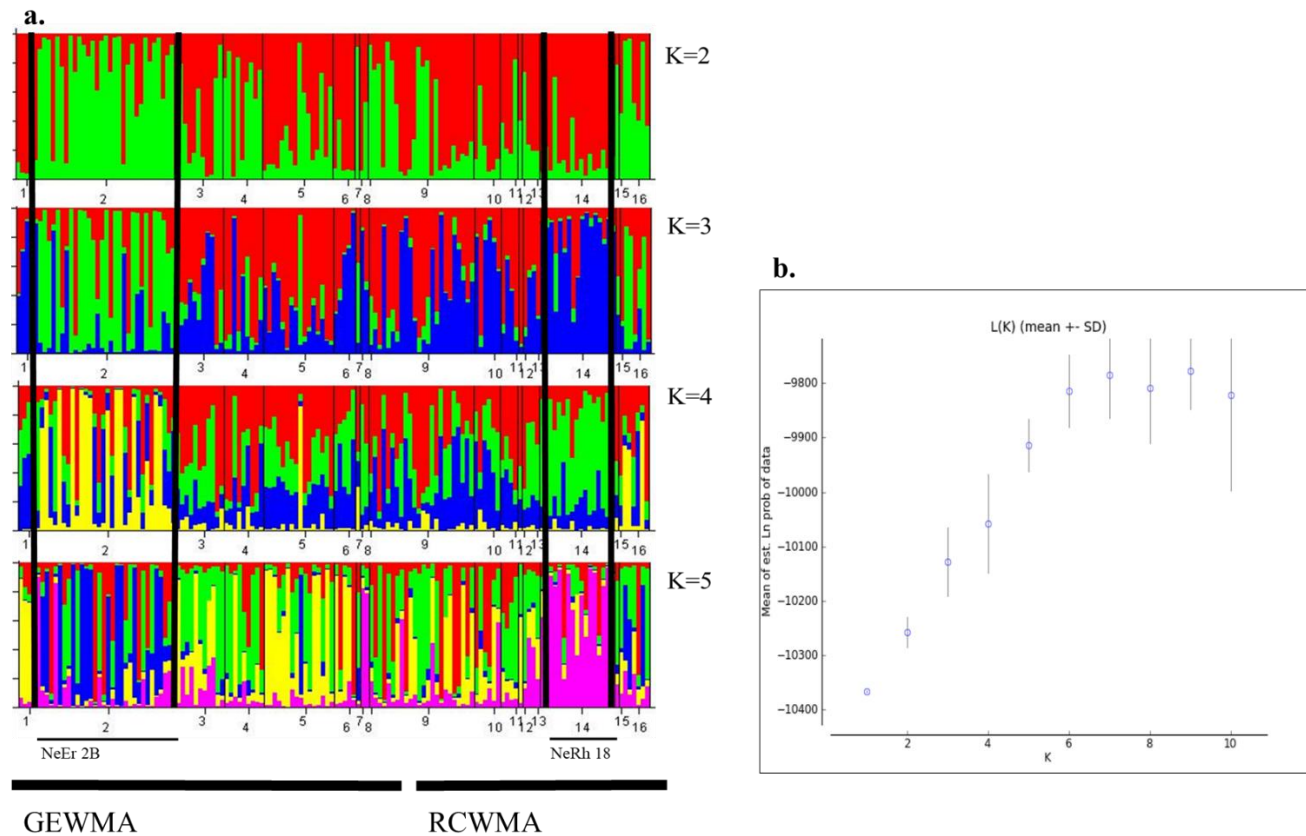 a.
K=2
1 2 3 4 5 6 7 8 9 10 11 12 13 14 15 16
K=3
1 2 3 4 5 6 7 8 9 10 11 12 13 14 15 16
K=4
1 2 3 4 5 6 7 8 9 10 11 12 13 14 15 16
K=5
1 2 3 4 5 6 7 8 9 10 11 12 13 14 15 16
NeEr 2B NeRh 18
GEWMA RCWMA
b.
L(K) (mean +- SD)
Mean of est. Ln prob of data
−9800
−9900
−10000
−10100
−10200
−10300
−10400
2 4 6 8 10
K